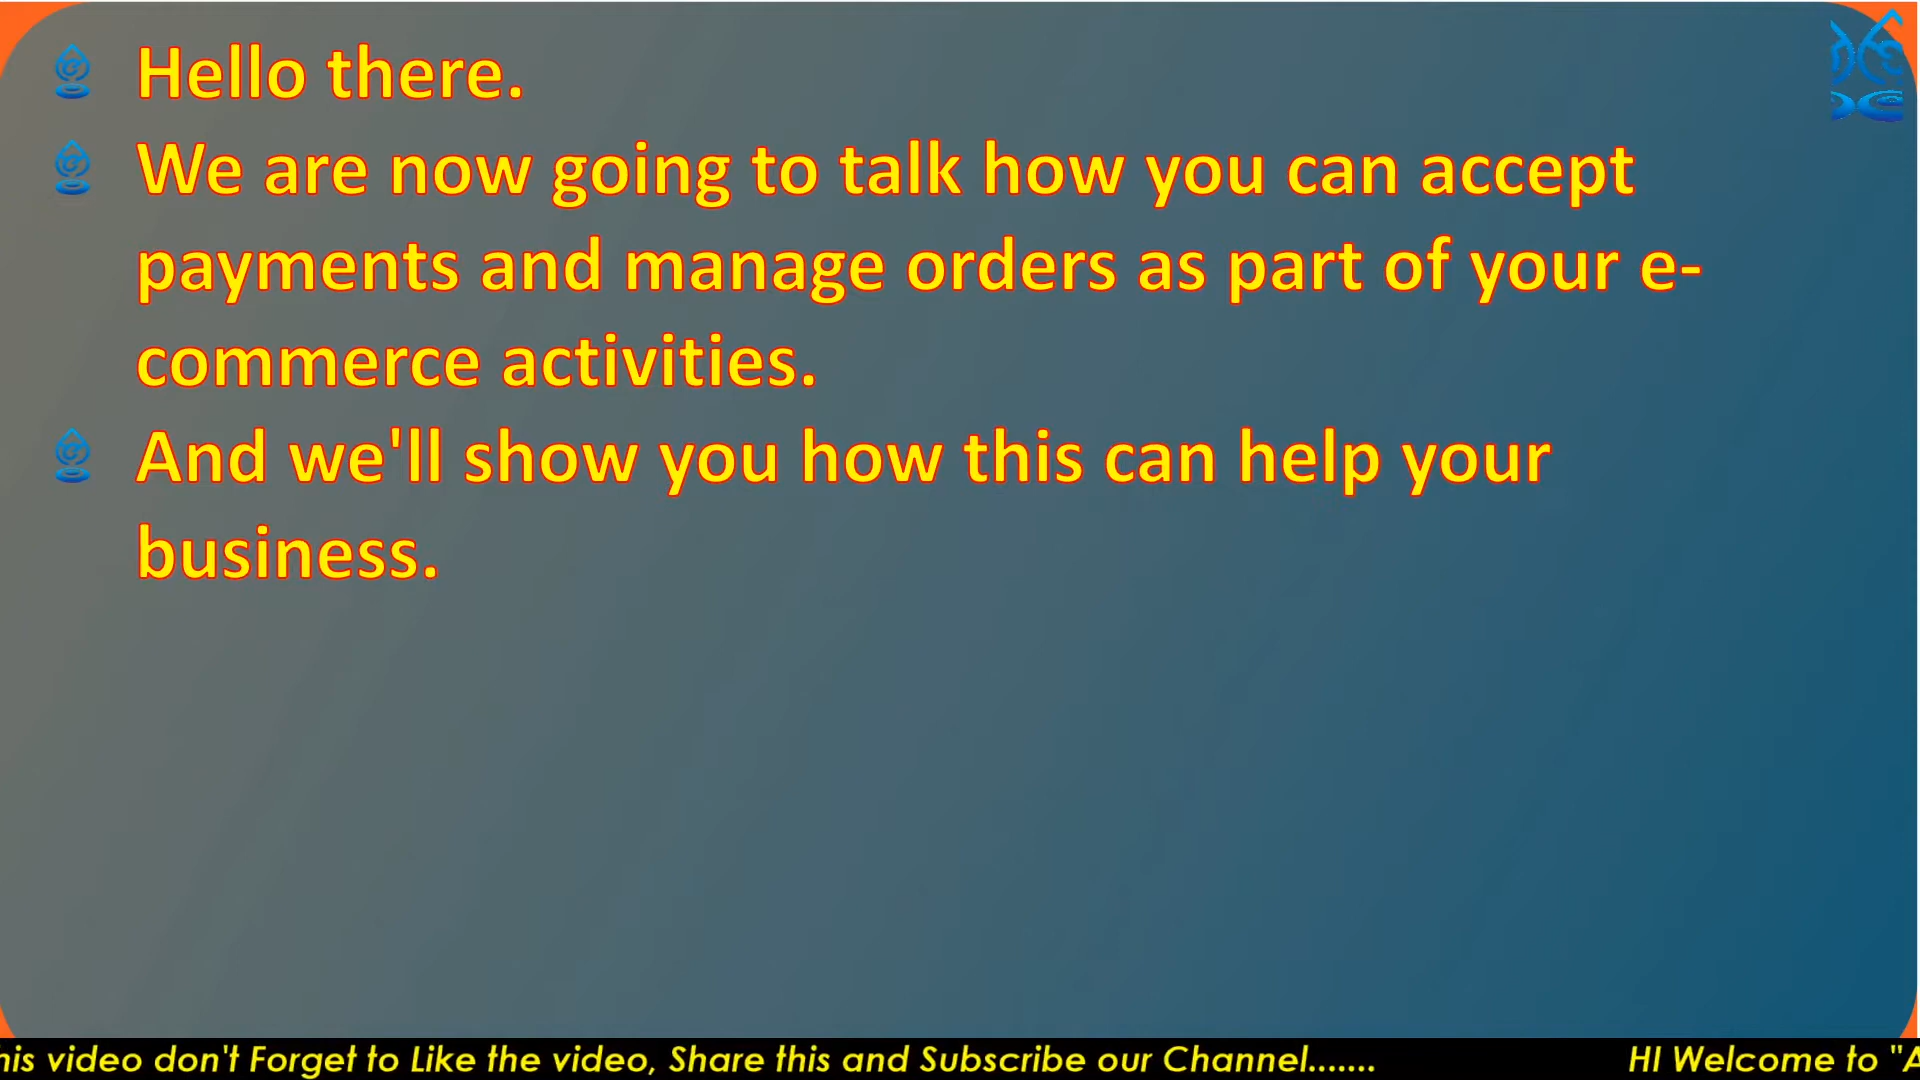 Hello there.
We are now going to talk how you can accept
payments and manage orders as part of your e-
commerce activities.
And we'll show you how this can help your
business.
his video don't Forget to Like the video, Share this and Subscribe our Channel....... HI Welcome to "A